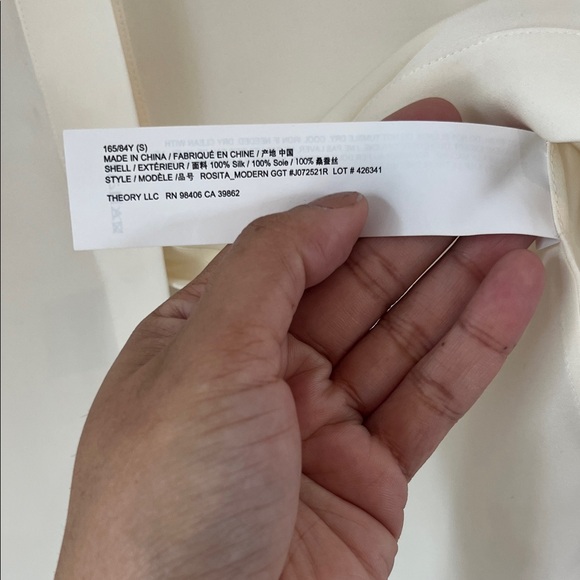 165/84Y (S)
MADE IN CHINA / FABRIQUÉ EN CHINE / 产地 中国
SHELL / EXTÉRIEUR / 面料 100% Silk / 100% Soie / 100% 桑蚕丝
STYLE / MODÈLE /品号 ROSITA_MODERN GGT #J072521R LOT # 426341
THEORY LLC RN 98406 CA 39862